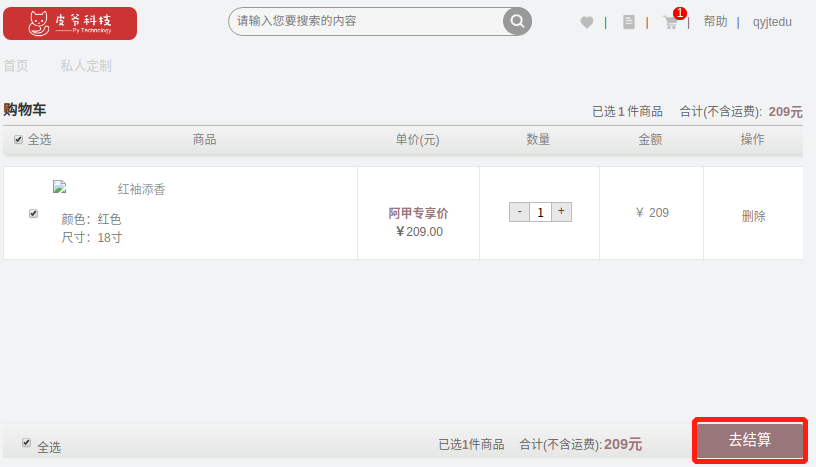 皮爷科技
Py Technology
请输入您要搜索的内容
| | 1 | 帮助 | qyjtedu
首页 私人定制
购物车
已选 1 件商品 合计(不含运费): 209元
全选 商品 单价(元) 数量 金额 操作
红袖添香
颜色：红色
尺寸：18寸
阿甲专享价
￥209.00
- 1 +
￥ 209
删除
全选 已选1件商品 合计(不含运费):209元 去结算